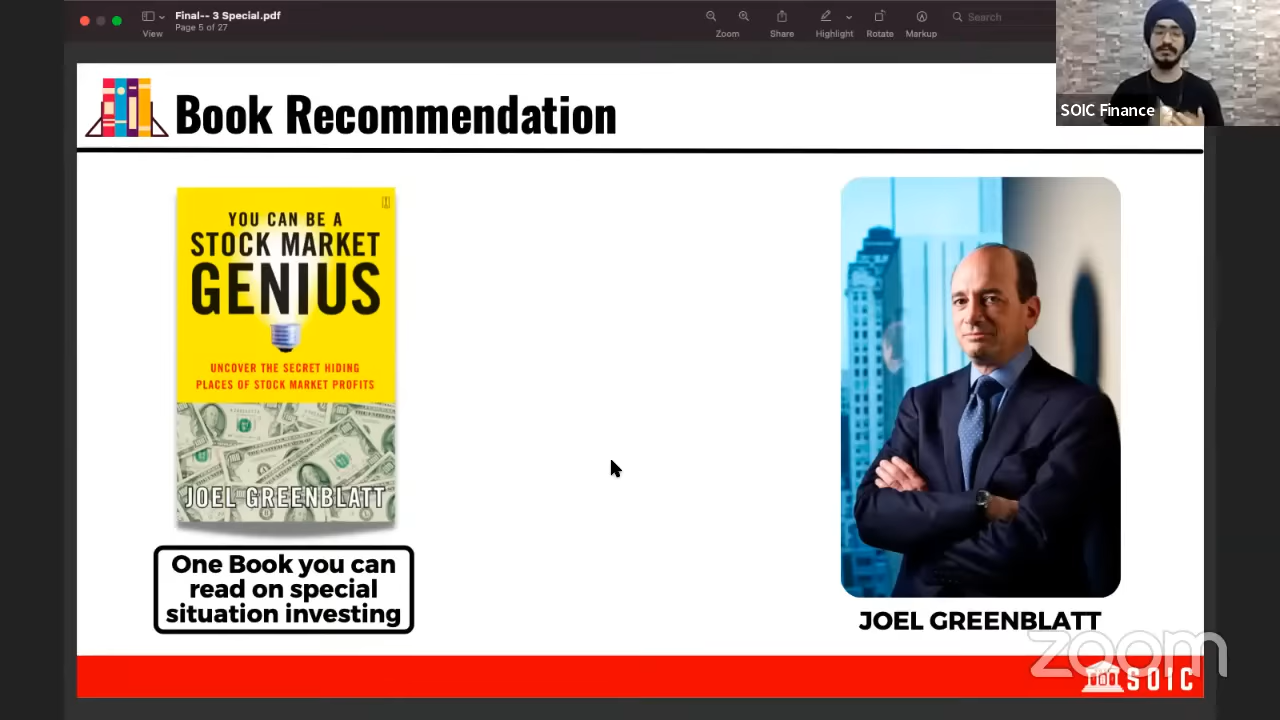 Final-- 3 Special.pdf
Page 5 of 27
View
Zoom
Share
Highlight
Rotate
Markup
Search
SOIC Finance
Book Recommendation
YOU CAN BE A
STOCK MARKET
GENIUS
UNCOVER THE SECRET HIDING
PLACES OF STOCK MARKET PROFITS
JOEL GREENBLATT
One Book you can
read on special
situation investing
JOEL GREENBLATT
zoom
SOIC